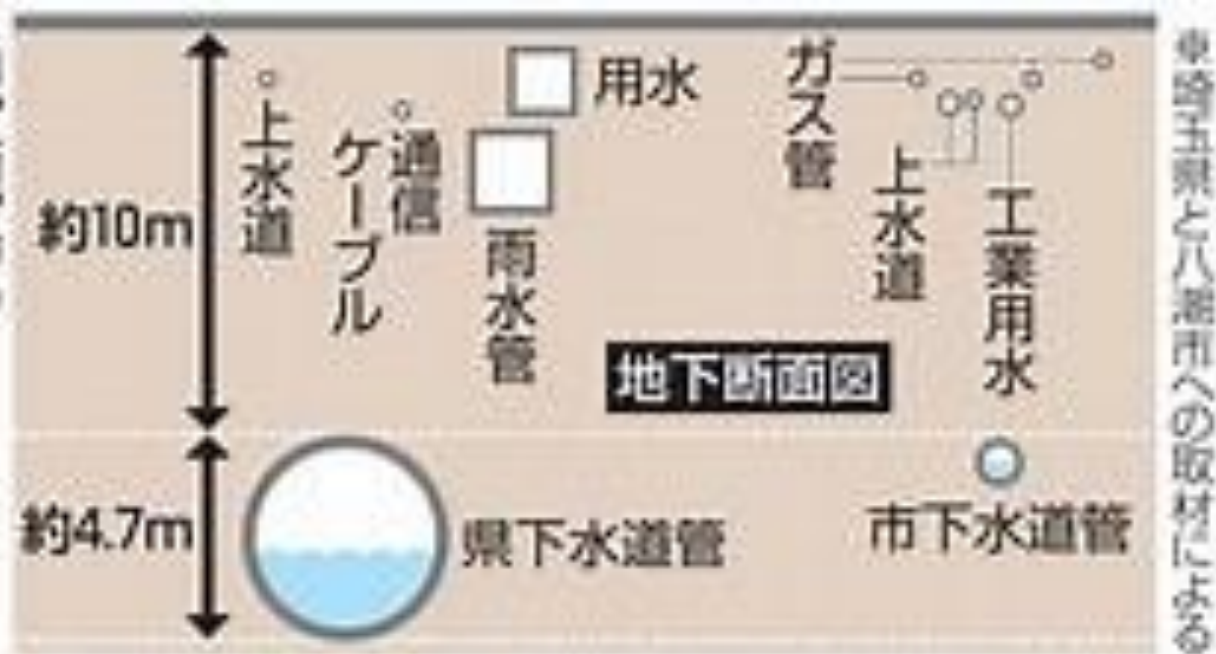 約10m
上水道
通信
ケーブル
用水
雨水管
ガス管
上水道
工業用水
地下断面図
約4.7m
県下水道管
市下水道管
※埼玉県と八潮市への取材による